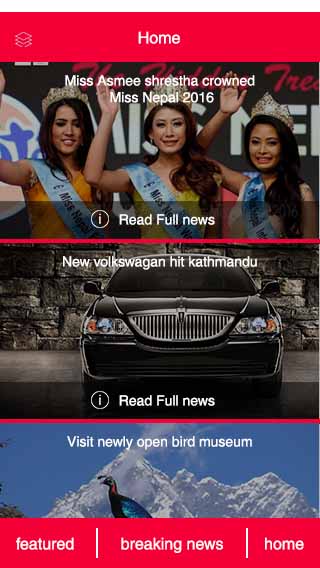 Home
Miss Asmee shrestha crowned
Miss Nepal 2016
Read Full news
New volkswagan hit kathmandu
Read Full news
Visit newly open bird museum
featured
breaking news
home